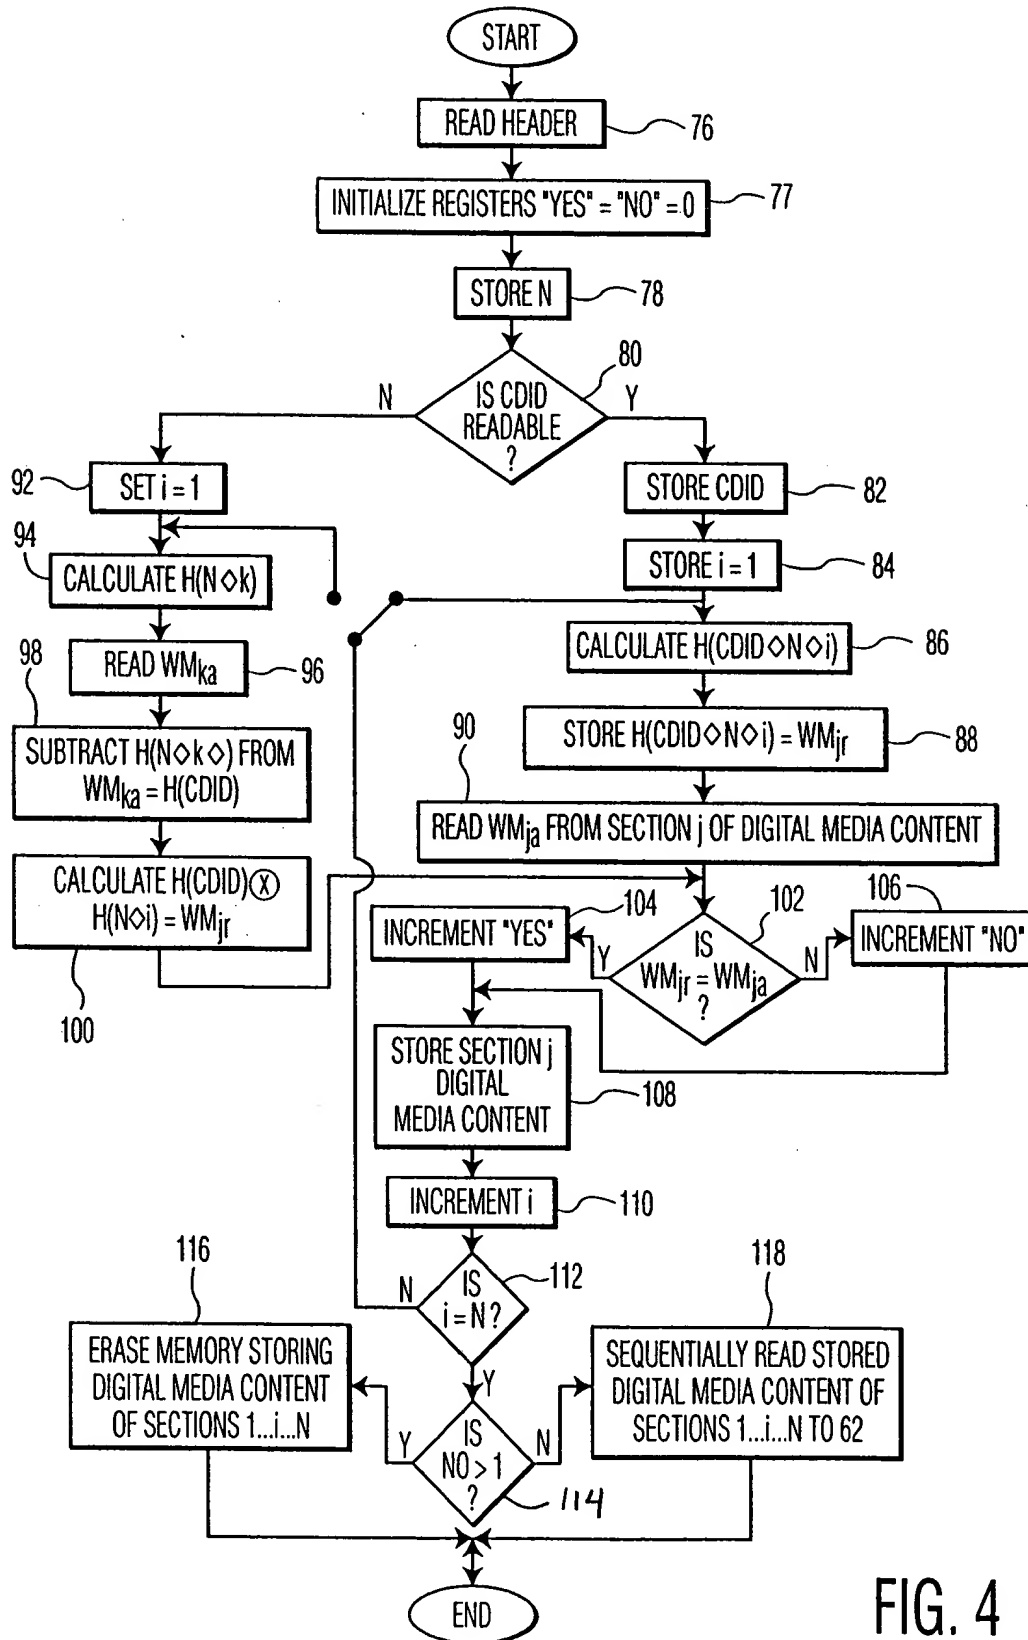 START
READ HEADER
76
INITIALIZE REGISTERS "YES" = "NO" = 0
77
STORE N
78
80
N
IS CDID
READABLE
?
Y
92
SET i = 1
STORE CDID
82
94
CALCULATE H(N◇k)
STORE i = 1
84
98
READ WMka
96
CALCULATE H(CDID◇N◇i)
86
SUBTRACT H(N◇k◇) FROM
WMka = H(CDID)
90
STORE H(CDID◇N◇i) = WMjr
88
READ WMja FROM SECTION j OF DIGITAL MEDIA CONTENT
CALCULATE H(CDID)ⓧ
H(N◇i) = WMjr
100
104
INCREMENT "YES"
102
Y
IS
WMjr = WMja
?
N
106
INCREMENT "NO"
STORE SECTION j
DIGITAL
MEDIA CONTENT
108
INCREMENT i
110
N
IS
i = N ?
112
Y
116
ERASE MEMORY STORING
DIGITAL MEDIA CONTENT
OF SECTIONS 1...i...N
118
SEQUENTIALLY READ STORED
DIGITAL MEDIA CONTENT OF
SECTIONS 1...i...N TO 62
Y
IS
NO > 1
?
N
114
END
FIG. 4